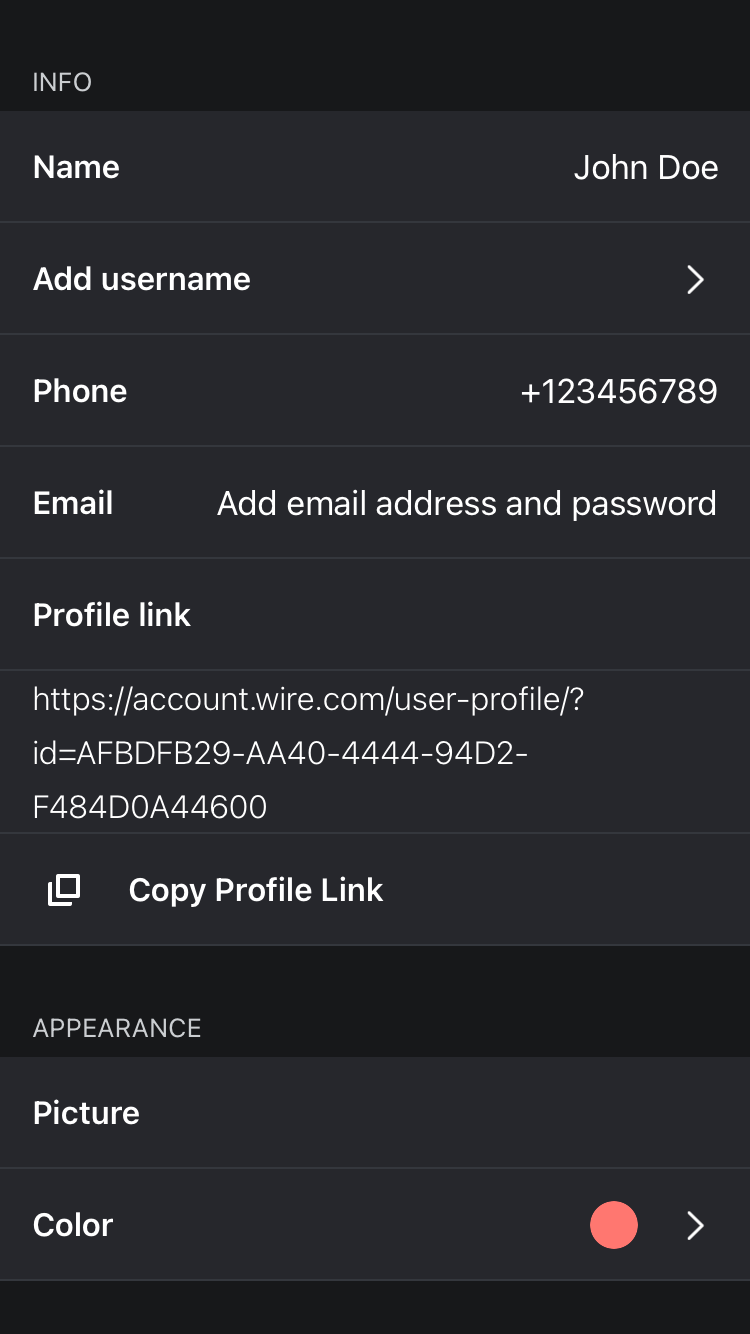 INFO
Name John Doe
Add username
Phone +123456789
Email Add email address and password
Profile link
https://account.wire.com/user-profile/?
id=AFBDFB29-AA40-4444-94D2-
F484D0A44600
Copy Profile Link
APPEARANCE
Picture
Color